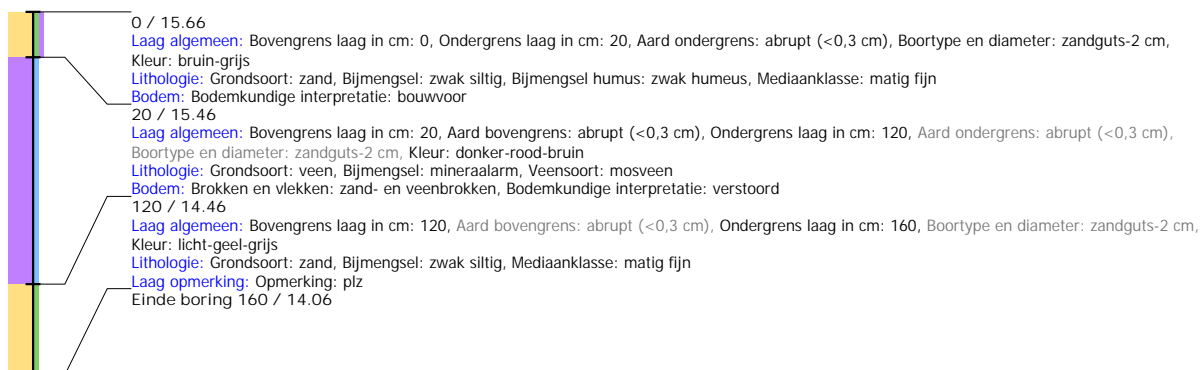 0 / 15.66
Laag algemeen: Bovengrens laag in cm: 0, Ondergrens laag in cm: 20, Aard ondergrens: abrupt (<0,3 cm), Boortype en diameter: zandguts-2 cm,
Kleur: bruin-grijs
Lithologie: Grondsoort: zand, Bijmengsel: zwak siltig, Bijmengsel humus: zwak humeus, Mediaanklasse: matig fijn
Bodem: Bodemkundige interpretatie: bouwvoor
20 / 15.46
Laag algemeen: Bovengrens laag in cm: 20, Aard bovengrens: abrupt (<0,3 cm), Ondergrens laag in cm: 120, Aard ondergrens: abrupt (<0,3 cm),
Boortype en diameter: zandguts-2 cm, Kleur: donker-rood-bruin
Lithologie: Grondsoort: veen, Bijmengsel: mineraalarm, Veensoort: mosveen
Bodem: Brokken en vlekken: zand- en veenbrokken, Bodemkundige interpretatie: verstoord
120 / 14.46
Laag algemeen: Bovengrens laag in cm: 120, Aard bovengrens: abrupt (<0,3 cm), Ondergrens laag in cm: 160, Boortype en diameter: zandguts-2 cm,
Kleur: licht-geel-grijs
Lithologie: Grondsoort: zand, Bijmengsel: zwak siltig, Mediaanklasse: matig fijn
Laag opmerking: Opmerking: plz
Einde boring 160 / 14.06